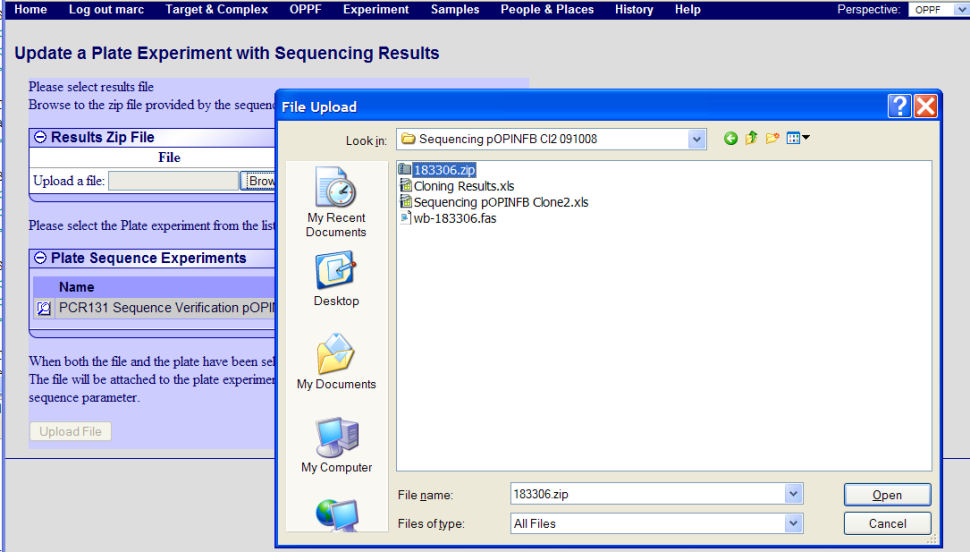 Home Log out marc Target & Complex OPPF Experiment Samples People & Places History Help Perspective: OPPF
Update a Plate Experiment with Sequencing Results
Please select results file
Browse to the zip file provided by the sequen
Results Zip File
File
Upload a file: Brow
Please select the Plate experiment from the list
Plate Sequence Experiments
Name
PCR131 Sequence Verification pOPI
When both the file and the plate have been sel
The file will be attached to the plate experimen
sequence parameter.
Upload File
File Upload
Look in: Sequencing pOPINFB Cl2 091008
183306.zip
Cloning Results.xls
Sequencing pOPINFB Clone2.xls
wb-183306.fas
My Recent
Documents
Desktop
My Documents
My Computer
File name: 183306.zip Open
Files of type: All Files Cancel